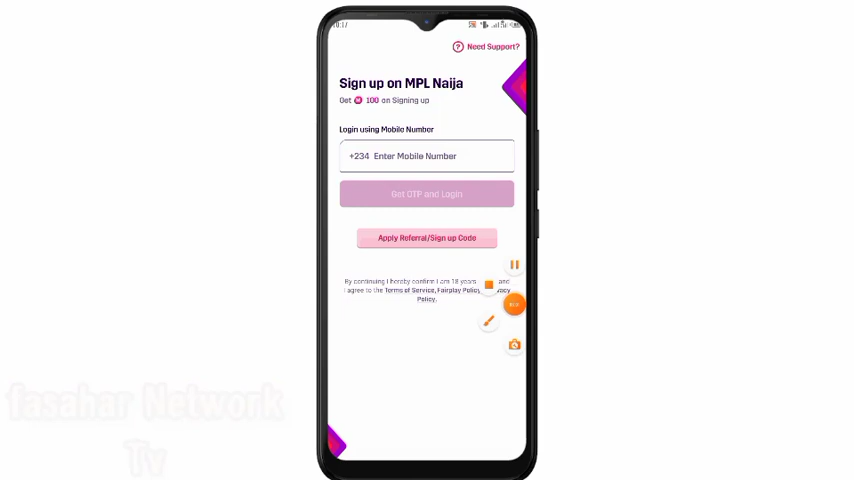 Need Support?
Sign up on MPL Naija
Get 100 on Signing up
Login using Mobile Number
+234 Enter Mobile Number
Get OTP and Login
Apply Referral/Sign up Code
By continuing I hereby confirm I am 18 years and
I agree to the Terms of Service, Fairplay Policy,
Policy.
fasahar Network
Tv